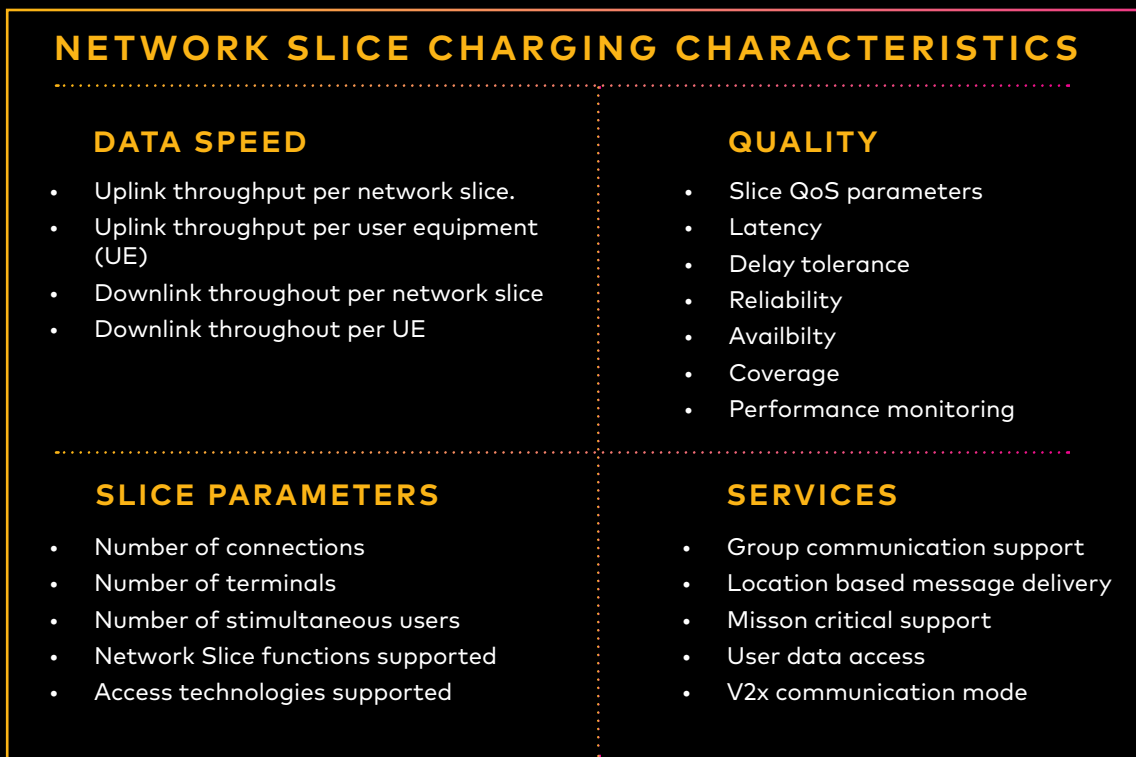 NETWORK SLICE CHARGING CHARACTERISTICS
DATA SPEED
• Uplink throughput per network slice.
• Uplink throughput per user equipment
(UE)
• Downlink throughout per network slice
• Downlink throughout per UE
QUALITY
• Slice QoS parameters
• Latency
• Delay tolerance
• Reliability
• Availbilty
• Coverage
• Performance monitoring
SLICE PARAMETERS
• Number of connections
• Number of terminals
• Number of stimultaneous users
• Network Slice functions supported
• Access technologies supported
SERVICES
• Group communication support
• Location based message delivery
• Misson critical support
• User data access
• V2x communication mode